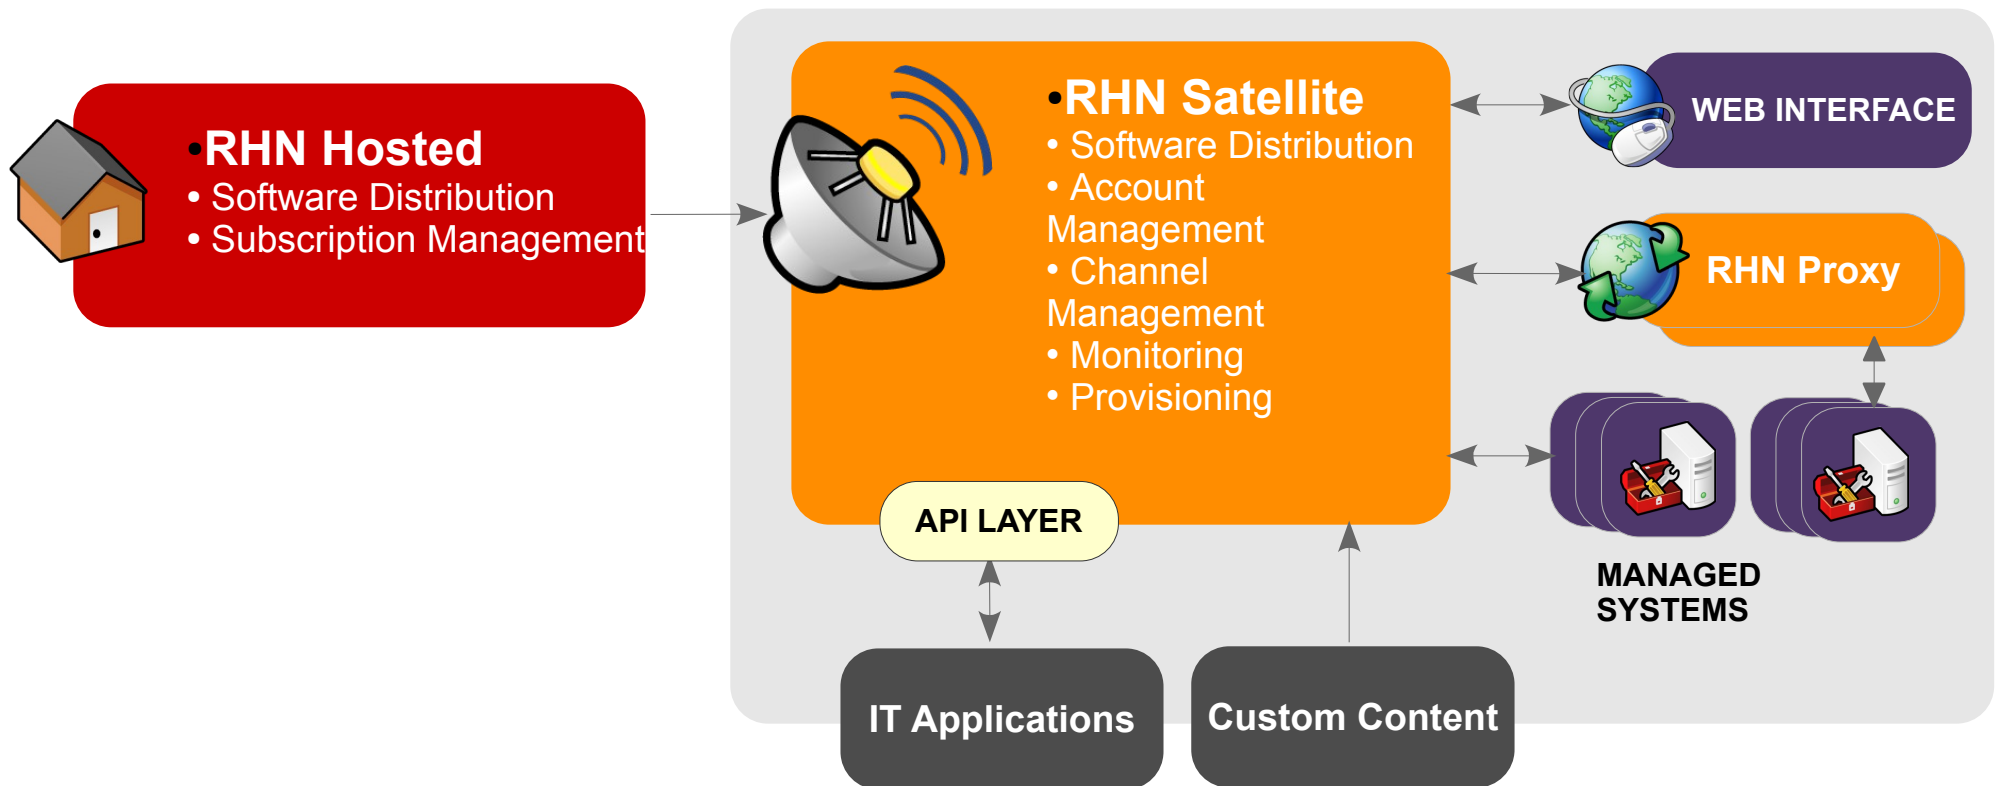 •RHN Hosted
• Software Distribution
• Subscription Management
•RHN Satellite
• Software Distribution
• Account
Management
• Channel
Management
• Monitoring
• Provisioning
API LAYER
WEB INTERFACE
RHN Proxy
MANAGED
SYSTEMS
IT Applications
Custom Content